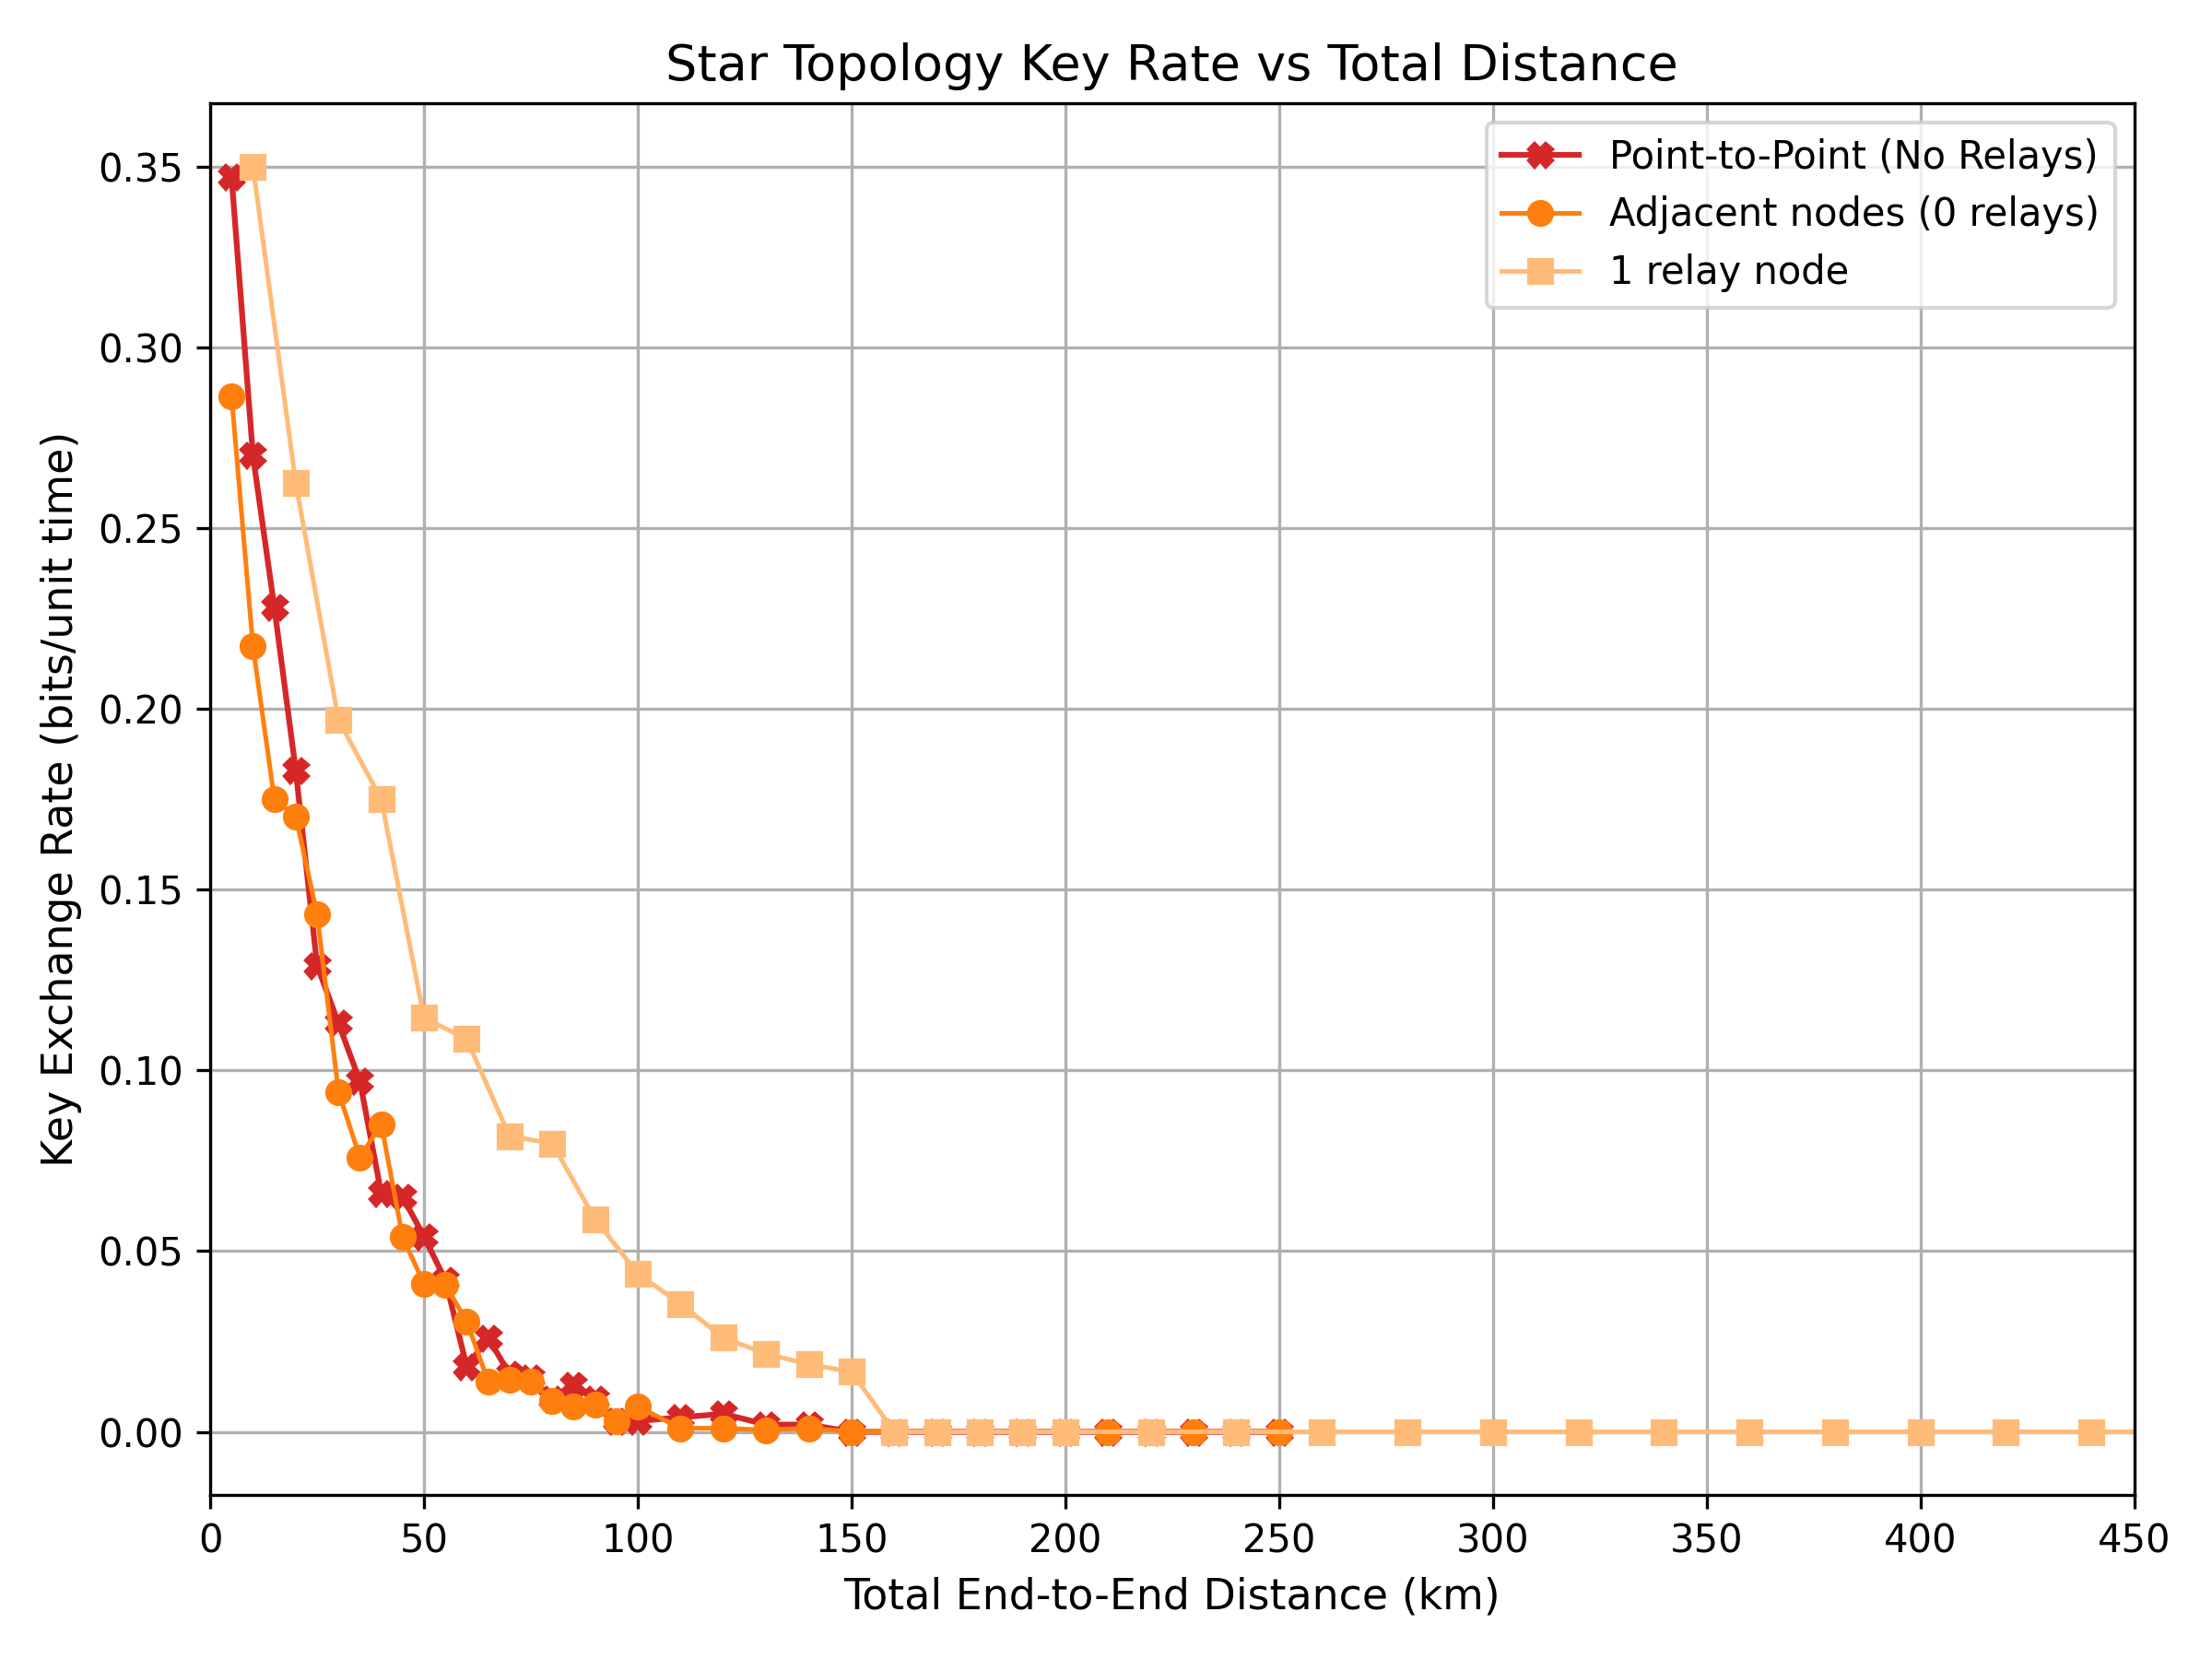 Star Topology Key Rate vs Total Distance
Point-to-Point (No Relays)
Adjacent nodes (0 relays)
1 relay node
Key Exchange Rate (bits/unit time)
0.35
0.30
0.25
0.20
0.15
0.10
0.05
0.00
0 50 100 150 200 250 300 350 400 450
Total End-to-End Distance (km)